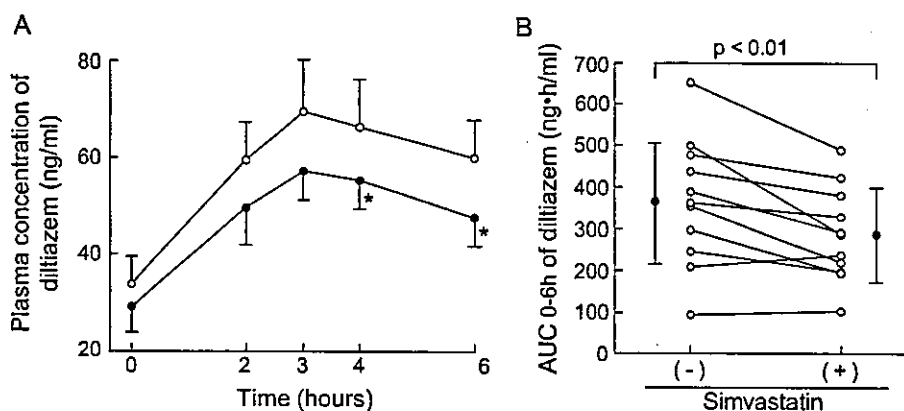 A
Plasma concentration of
diltiazem (ng/ml)
80
60
40
20
*
*
0
2
3
4
6
Time (hours)
B
p < 0.01
AUC 0-6h of diltiazem (ng•h/ml)
700
600
500
400
300
200
100
0
(-)
(+)
Simvastatin